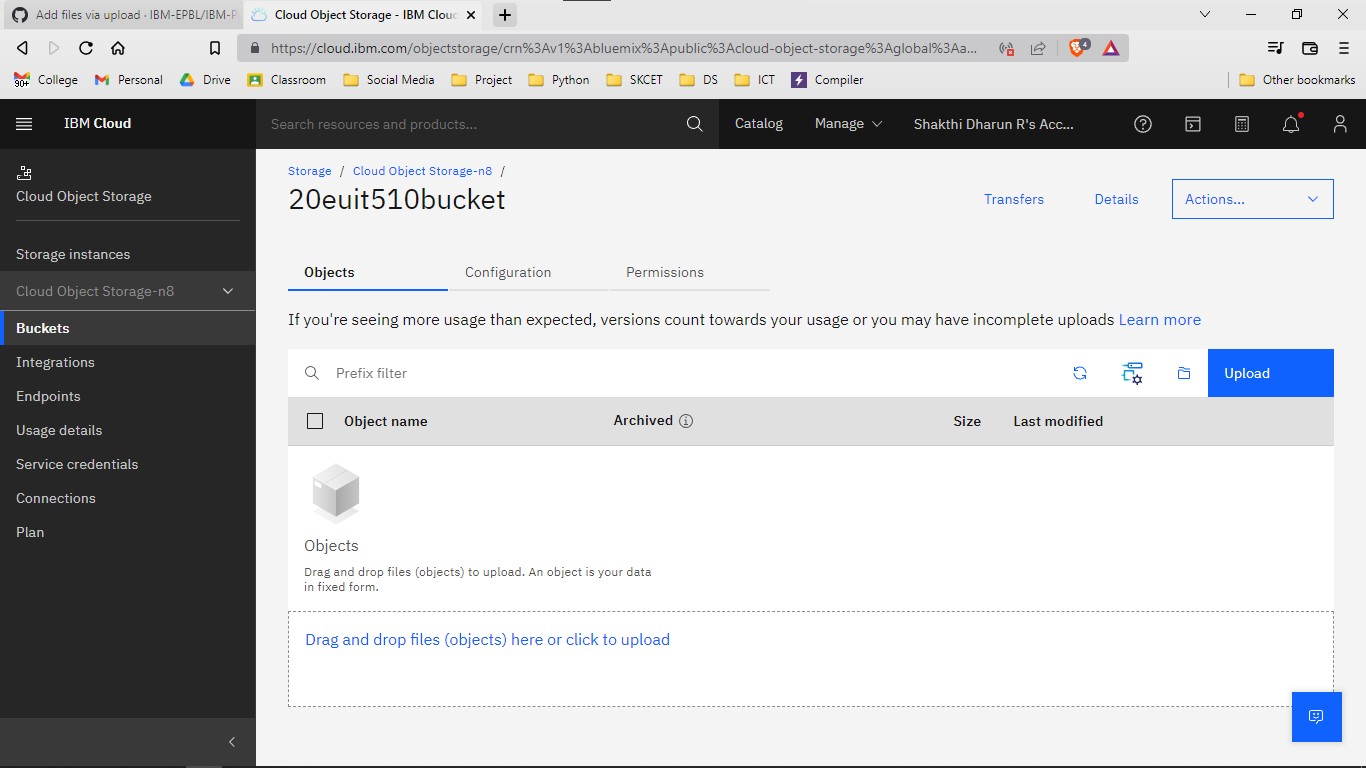 Add files via upload · IBM-EPBL/IBM-P
Cloud Object Storage - IBM Clou
https://cloud.ibm.com/objectstorage/crn%3Av1%3Abluemix%3Apublic%3Acloud-object-storage%3Aglobal%3Aa...
4
90+
College
Personal
Drive
Classroom
Social Media
Project
Python
SKCET
DS
ICT
Compiler
Other bookmarks
IBM Cloud
Search resources and products...
Catalog
Manage
Shakthi Dharun R's Acc...
Cloud Object Storage
Storage instances
Cloud Object Storage-n8
Buckets
Integrations
Endpoints
Usage details
Service credentials
Connections
Plan
Storage / Cloud Object Storage-n8 /
20euit510bucket
Transfers
Details
Actions...
Objects
Configuration
Permissions
If you're seeing more usage than expected, versions count towards your usage or you may have incomplete uploads Learn more
Prefix filter
Upload
Object name
Archived
Size
Last modified
Objects
Drag and drop files (objects) to upload. An object is your data
in fixed form.
Drag and drop files (objects) here or click to upload